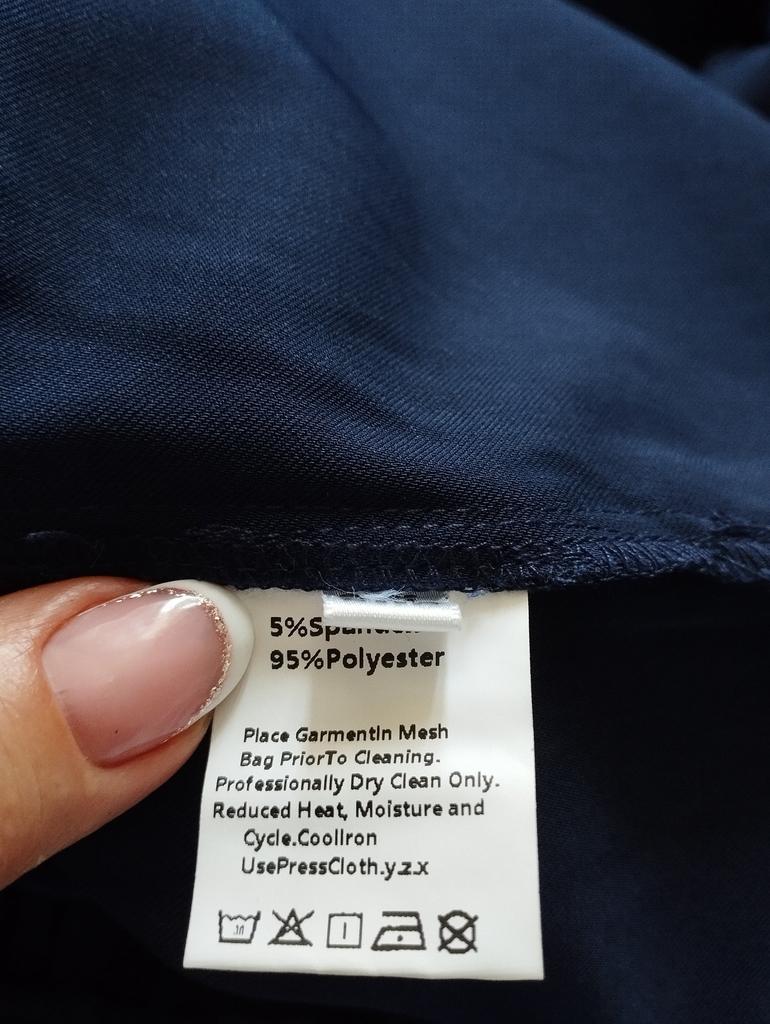 5%
95%Polyester
Place GarmentIn Mesh
Bag PriorTo Cleaning.
Professionally Dry Clean Only.
Reduced Heat, Moisture and
Cycle.CoolIron
UsePressCloth.y.z.x